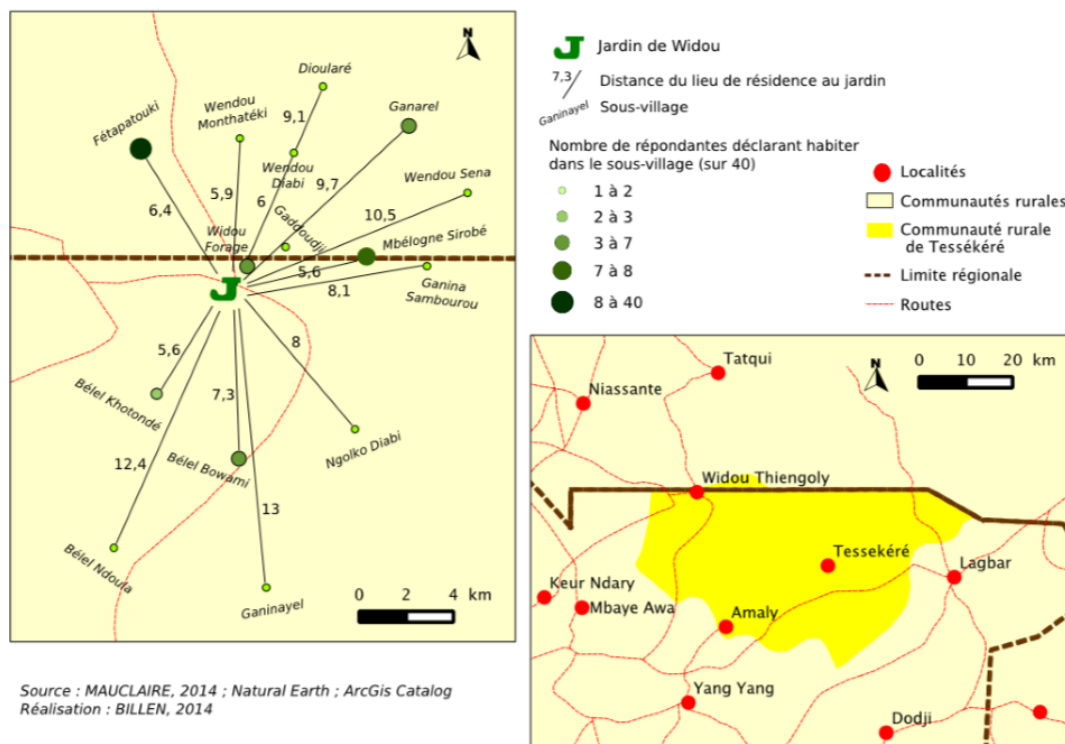 N
Dioularé
Wendou
Monthatéki
Ganarel
Fétapatouki
9,1
Wendou
Diabi
Wendou Sena
5,9
6
9,7
6,4
10,5
Gaddoudji
Widou
Forage
Mbélogne Sirobé
5,6
8,1
Ganina
Sambourou
J
5,6
8
7,3
Bélel Khotondé
Ngolko Diabi
12,4
Bélel Bowami
13
Bélel Ndoula
Ganinayel
0 2 4 km
J Jardin de Widou
7,3 Distance du lieu de résidence au jardin
Ganinayel Sous-village
Nombre de répondantes déclarant habiter
dans le sous-village (sur 40)
1 à 2
2 à 3
3 à 7
7 à 8
8 à 40
Localités
Communautés rurales
Communauté rurale
de Tessékéré
Limite régionale
Routes
Tatqui
N
0 10 20 km
Niassante
Widou Thiengoly
Tessekéré
Lagbar
Keur Ndary
Mbaye Awa
Amaly
Yang Yang
Dodji
Source : MAUCLAIRE, 2014 ; Natural Earth ; ArcGis Catalog
Réalisation : BILLEN, 2014